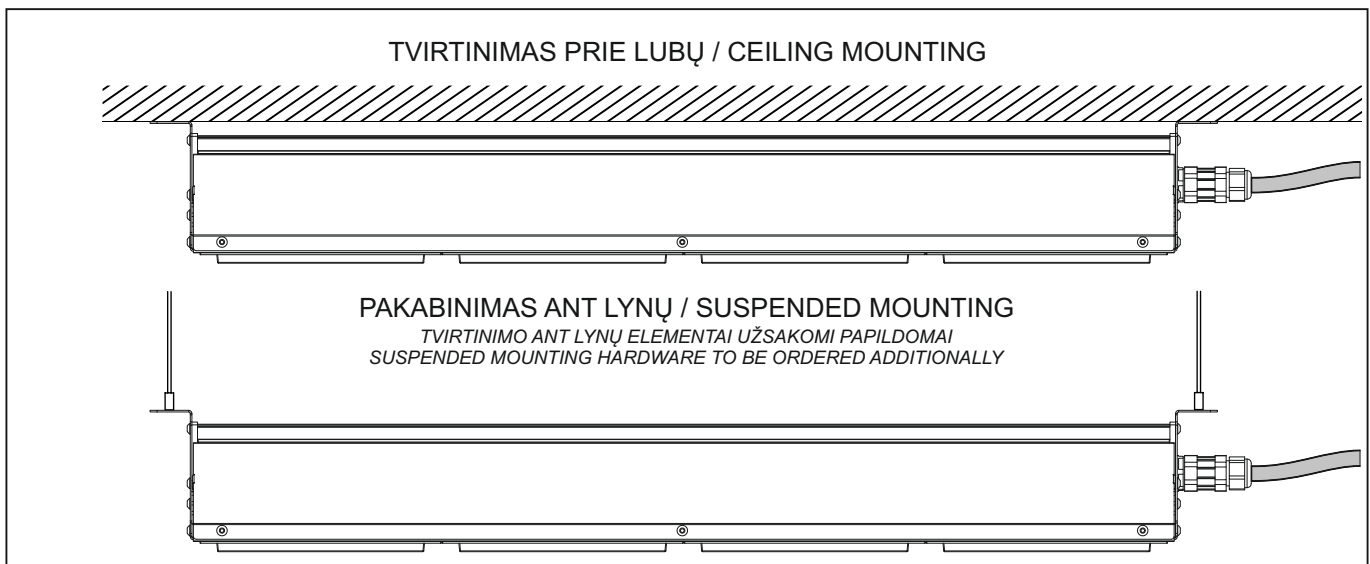 TVIRTINIMAS PRIE LUBŲ / CEILING MOUNTING
PAKABINIMAS ANT LYNŲ / SUSPENDED MOUNTING
TVIRTINIMO ANT LYNŲ ELEMENTAI UŽSAKOMI PAPILDOMAI
SUSPENDED MOUNTING HARDWARE TO BE ORDERED ADDITIONALLY